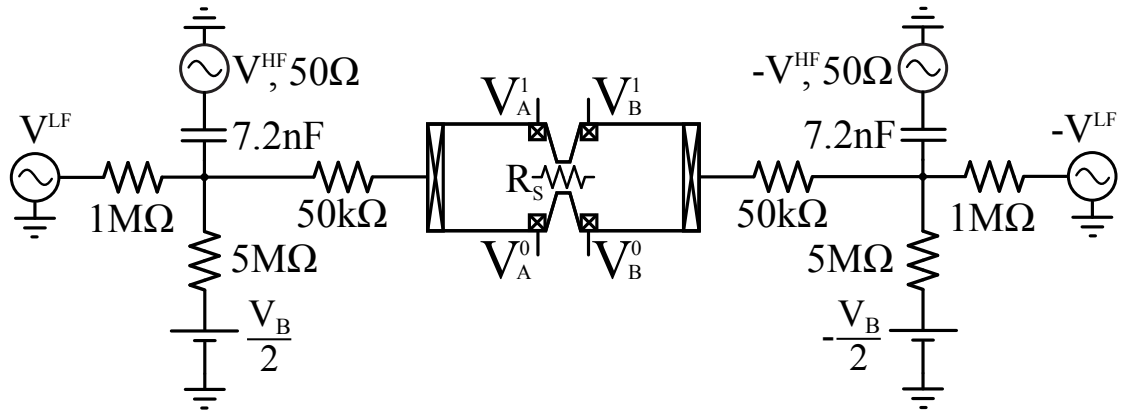 V^HF, 50Ω
-V^HF, 50Ω
V^LF
7.2nF
V_A^1
V_B^1
7.2nF
-V^LF
R_S
1MΩ
50kΩ
50kΩ
1MΩ
5MΩ
V_A^0
V_B^0
5MΩ
V_B
2
-V_B
2